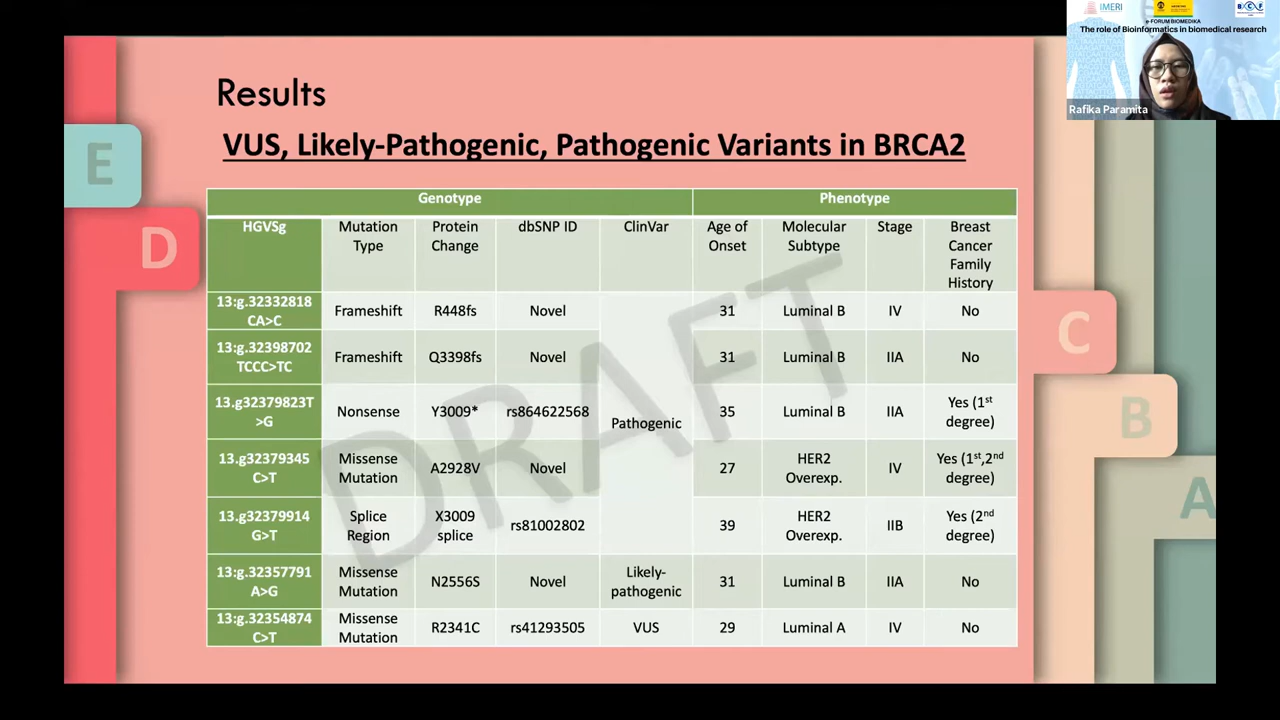 IMERI
e-FORUM BIOMEDIKA
The role of Bioinformatics in biomedical research
Rafika Paramita
Results
VUS, Likely-Pathogenic, Pathogenic Variants in BRCA2
E
D
C
B
A
Genotype Phenotype
HGVSg Mutation Type Protein Change dbSNP ID ClinVar Age of Onset Molecular Subtype Stage Breast Cancer Family History
13:g.32332818 CA>C Frameshift R448fs Novel Pathogenic 31 Luminal B IV No
13:g.32398702 TCCC>TC Frameshift Q3398fs Novel 31 Luminal B IIA No
13.g32379823T >G Nonsense Y3009* rs864622568 35 Luminal B IIA Yes (1st degree)
13.g32379345 C>T Missense Mutation A2928V Novel 27 HER2 Overexp. IV Yes (1st,2nd degree)
13.g32379914 G>T Splice Region X3009 splice rs81002802 39 HER2 Overexp. IIB Yes (2nd degree)
13:g.32357791 A>G Missense Mutation N2556S Novel Likely-pathogenic 31 Luminal B IIA No
13:g.32354874 C>T Missense Mutation R2341C rs41293505 VUS 29 Luminal A IV No
DRAFT